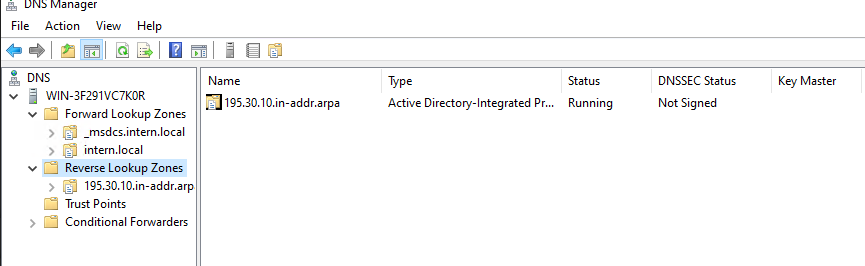 DNS Manager
File Action View Help
DNS
WIN-3F291VC7K0R
Forward Lookup Zones
_msdcs.intern.local
intern.local
Reverse Lookup Zones
195.30.10.in-addr.arp
Trust Points
Conditional Forwarders
Name Type Status DNSSEC Status Key Master
195.30.10.in-addr.arpa Active Directory-Integrated Pr... Running Not Signed